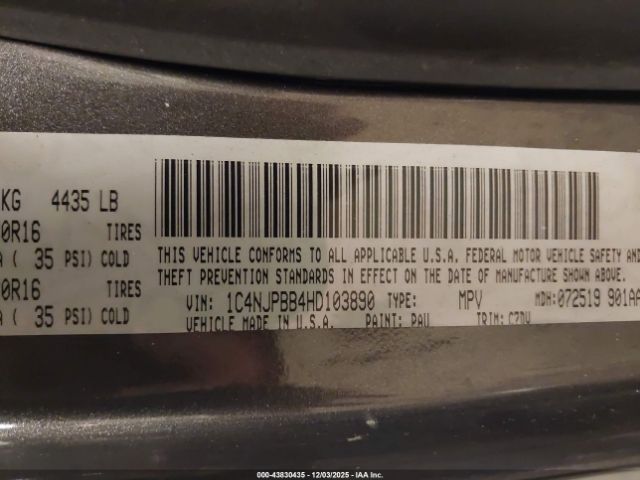 KG 4435 LB
0R16 TIRES
( 35 PSI) COLD
0R16 TIRES
( 35 PSI) COLD
THIS VEHICLE CONFORMS TO ALL APPLICABLE U.S.A. FEDERAL MOTOR VEHICLE SAFETY AND
THEFT PREVENTION STANDARDS IN EFFECT ON THE DATE OF MANUFACTURE SHOWN ABOVE.
VIN: 1C4NJPBB4HD103890 TYPE: MPV MDH:072519 901AA
VEHICLE MADE IN U.S.A. PAINT: PAU TRIM: CZDV
000-43830435 - 12/03/2025 - IAA Inc.